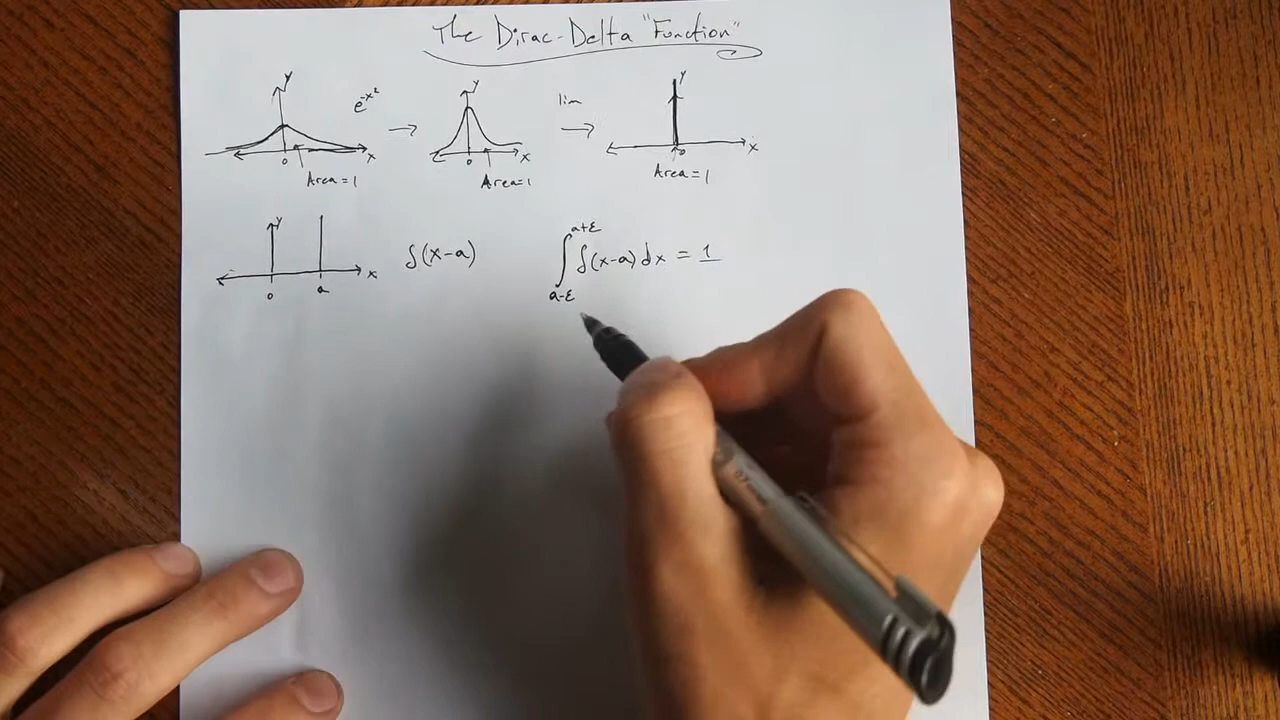 The Dirac-Delta "Function"
y e^{-x^2} y lim y
0 x → 0 x → 0 x
Area = 1 Area=1 Area = 1
y a+ε
δ(x-a) ∫ δ(x-a) dx = 1
x
0 a a-ε